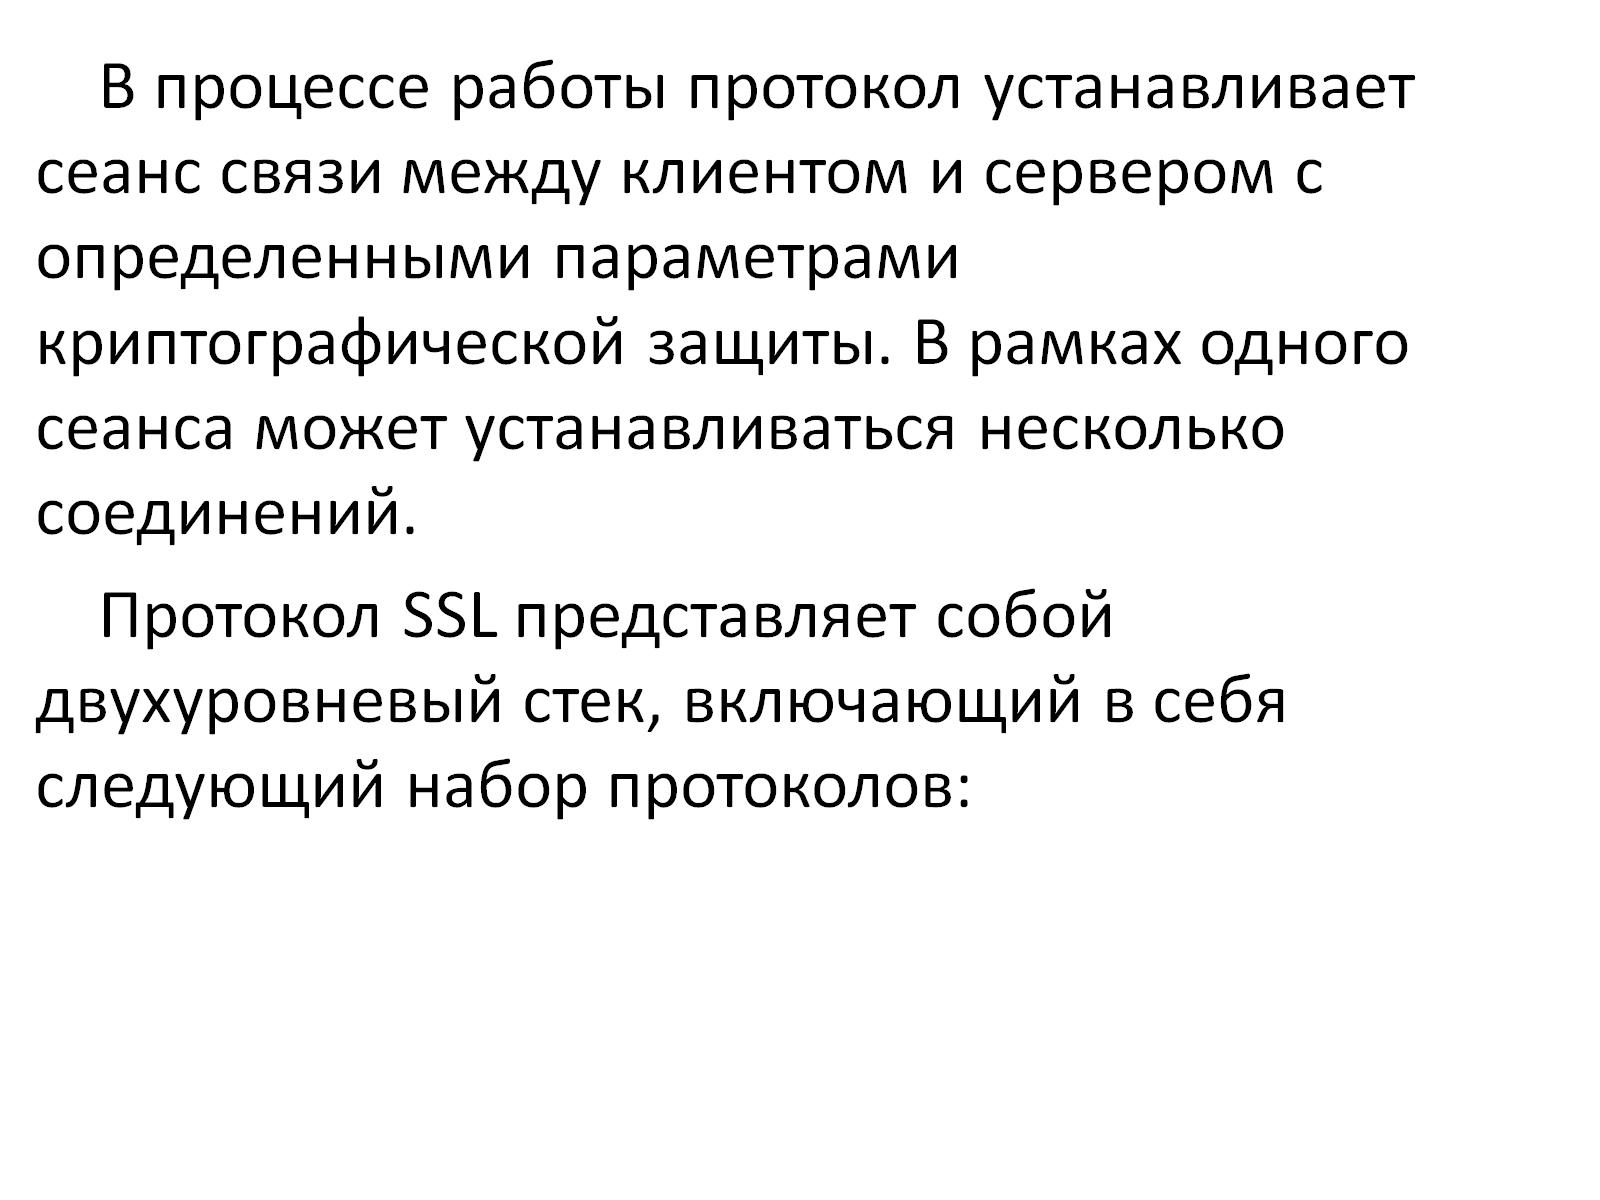 В процессе работы протокол устанавливает
сеанс связи между клиентом и сервером с
определенными параметрами
криптографической защиты. В рамках одного
сеанса может устанавливаться несколько
соединений.
Протокол SSL представляет собой
двухуровневый стек, включающий в себя
следующий набор протоколов: